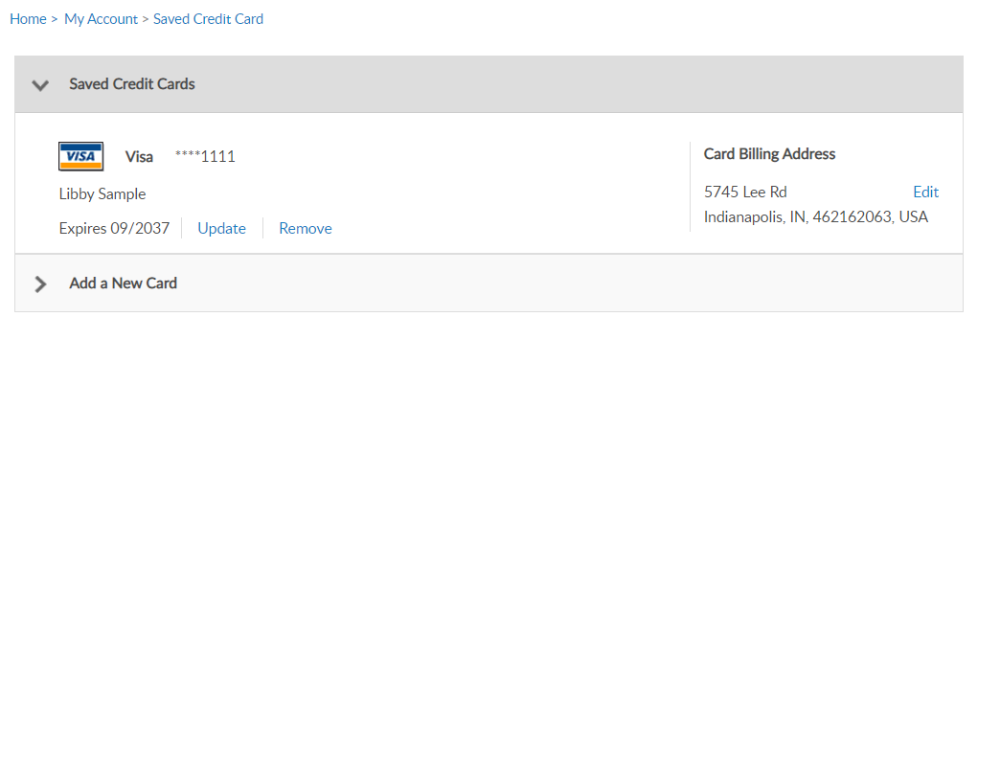 Home > My Account > Saved Credit Card
Saved Credit Cards
VISA Visa ****1111
Libby Sample
Expires 09/2037 Update Remove
Card Billing Address
5745 Lee Rd Edit
Indianapolis, IN, 462162063, USA
Add a New Card